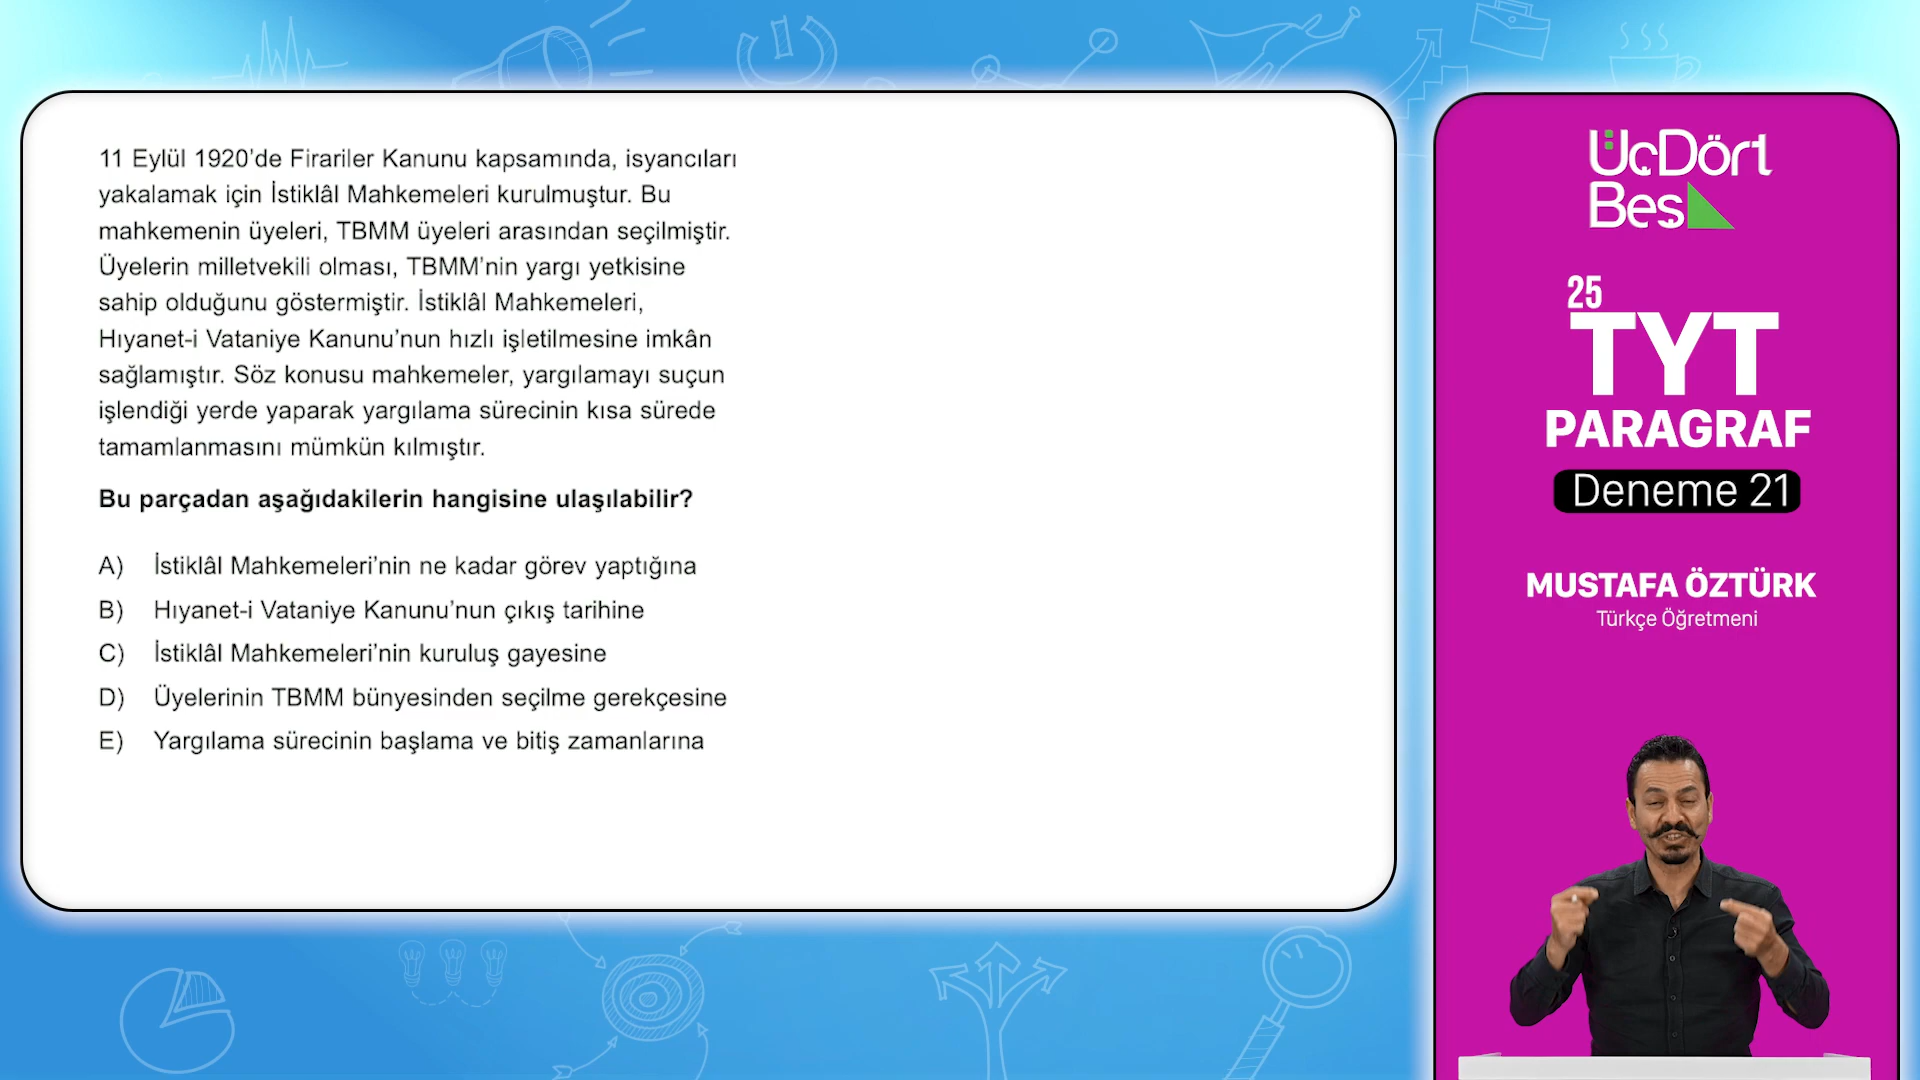 11 Eylül 1920’de Firariler Kanunu kapsamında, isyancıları
yakalamak için İstiklâl Mahkemeleri kurulmuştur. Bu
mahkemenin üyeleri, TBMM üyeleri arasından seçilmiştir.
Üyelerin milletvekili olması, TBMM’nin yargı yetkisine
sahip olduğunu göstermiştir. İstiklâl Mahkemeleri,
Hıyanet-i Vataniye Kanunu’nun hızlı işletilmesine imkân
sağlamıştır. Söz konusu mahkemeler, yargılamayı suçun
işlendiği yerde yaparak yargılama sürecinin kısa sürede
tamamlanmasını mümkün kılmıştır.
Bu parçadan aşağıdakilerin hangisine ulaşılabilir?
A) İstiklâl Mahkemeleri’nin ne kadar görev yaptığına
B) Hıyanet-i Vataniye Kanunu’nun çıkış tarihine
C) İstiklâl Mahkemeleri’nin kuruluş gayesine
D) Üyelerinin TBMM bünyesinden seçilme gerekçesine
E) Yargılama sürecinin başlama ve bitiş zamanlarına
ÜçDört
Beş
25
TYT
PARAGRAF
Deneme 21
MUSTAFA ÖZTÜRK
Türkçe Öğretmeni